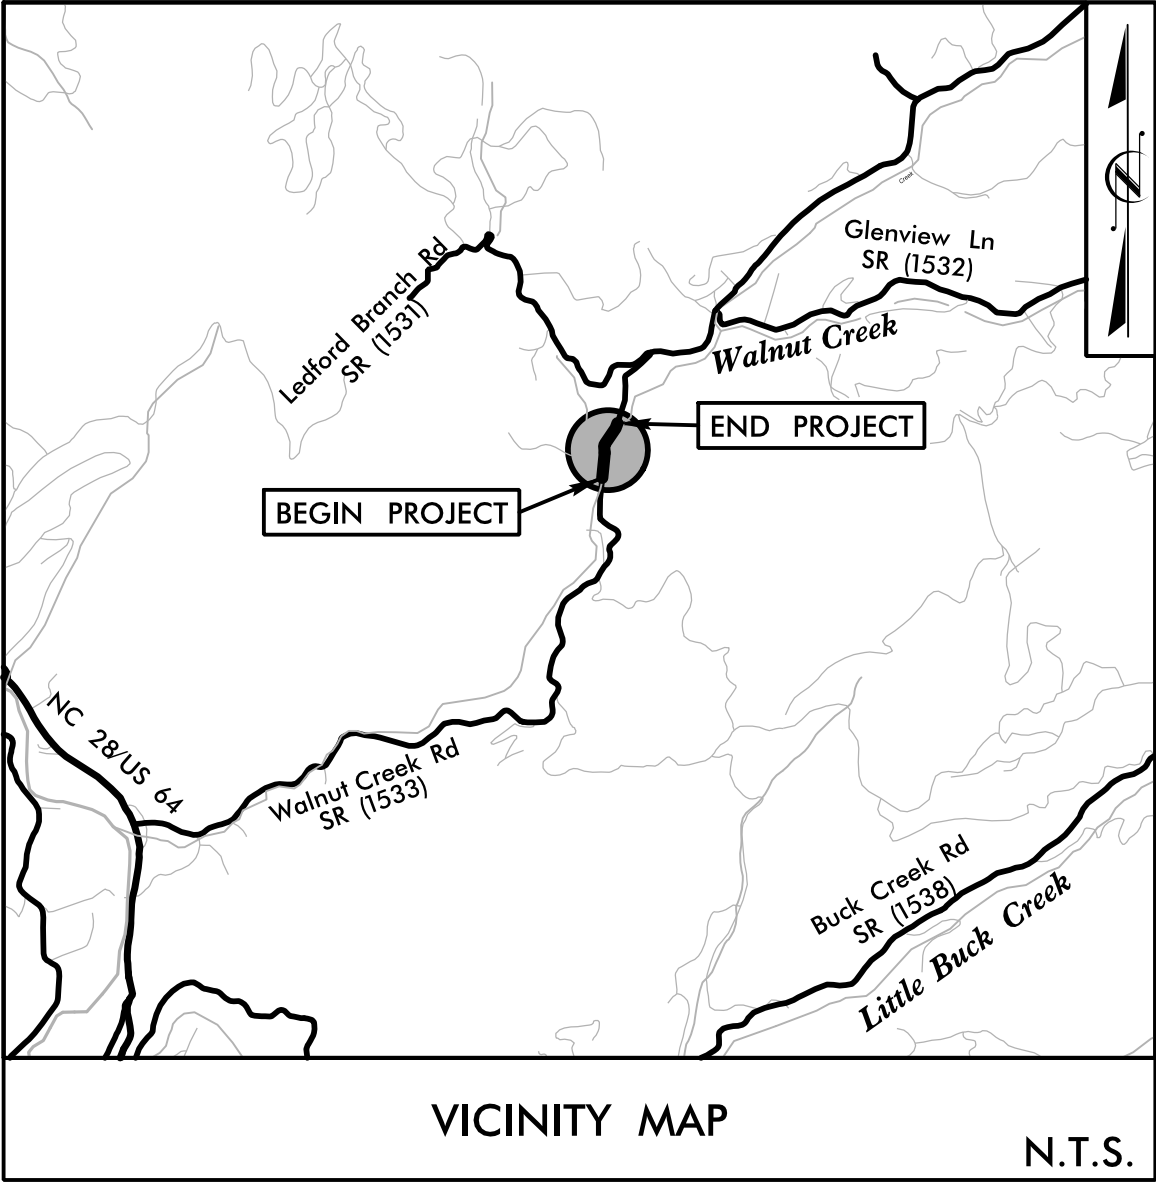 Creek
Glenview Ln
SR (1532)
N
Ledford Branch Rd
SR (1531)
Walnut Creek
END PROJECT
BEGIN PROJECT
NC 28/US 64
Walnut Creek Rd
SR (1533)
Buck Creek Rd
SR (1538)
Little Buck Creek
VICINITY MAP
N.T.S.